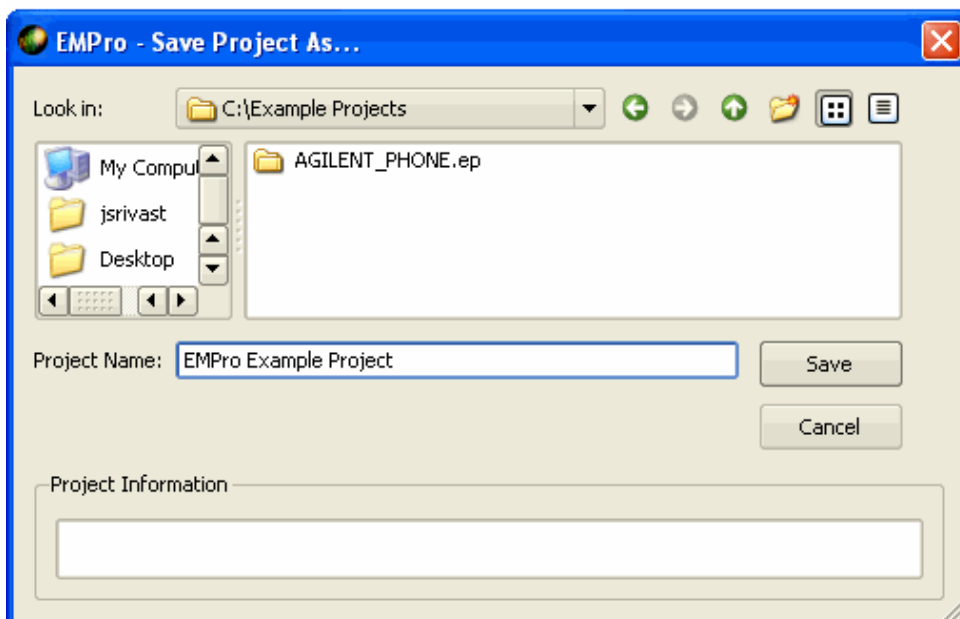 EMPro - Save Project As...
Look in:
C:\Example Projects
My Compu
jsrivast
Desktop
AGILENT_PHONE.ep
Project Name:
EMPro Example Project
Save
Cancel
Project Information